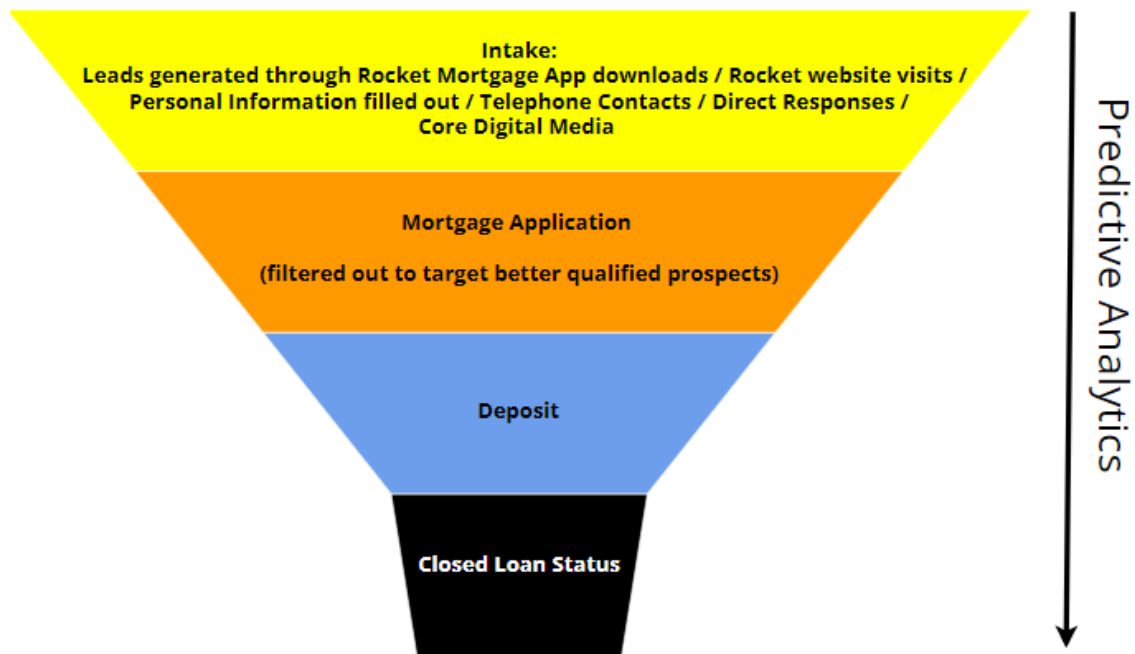 Intake:
Leads generated through Rocket Mortgage App downloads / Rocket website visits /
Personal Information filled out / Telephone Contacts / Direct Responses /
Core Digital Media
Mortgage Application
(filtered out to target better qualified prospects)
Deposit
Closed Loan Status
Predictive Analytics